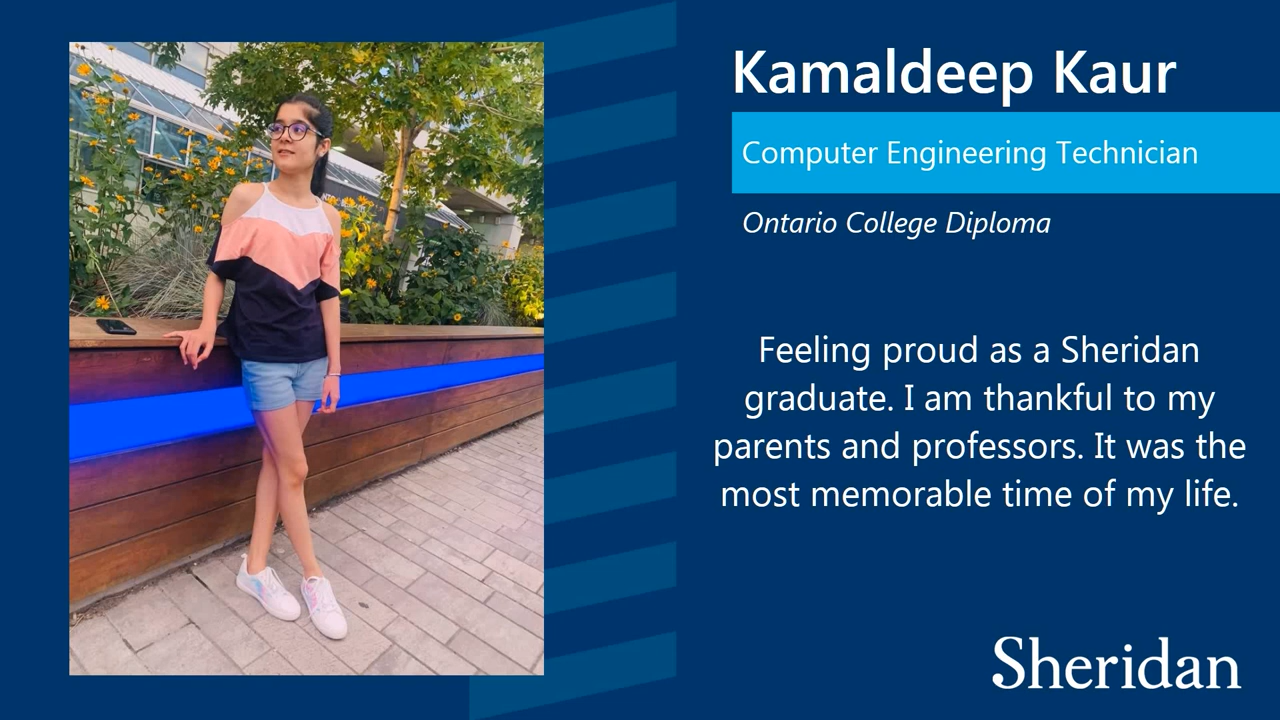 Kamaldeep Kaur
Computer Engineering Technician
Ontario College Diploma
Feeling proud as a Sheridan
graduate. I am thankful to my
parents and professors. It was the
most memorable time of my life.
Sheridan